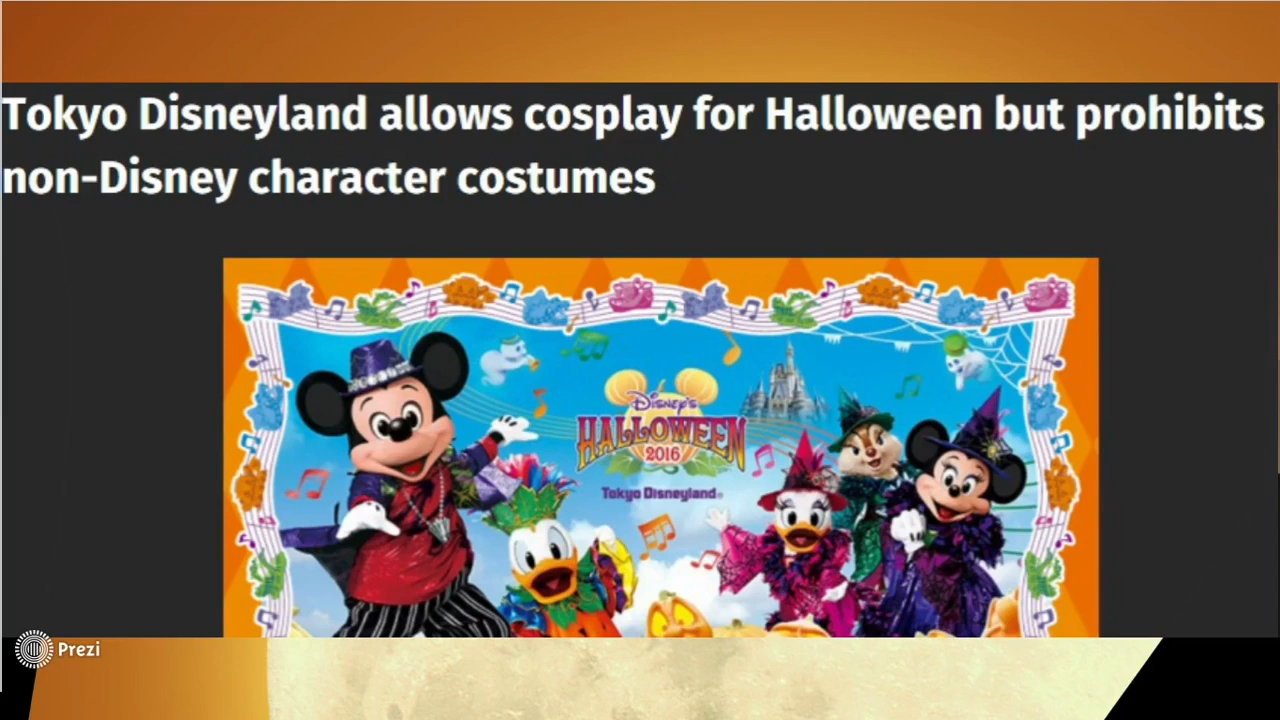 Tokyo Disneyland allows cosplay for Halloween but prohibits
non-Disney character costumes
Disney's
HALLOWEEN
2016
Tokyo Disneyland®
Prezi